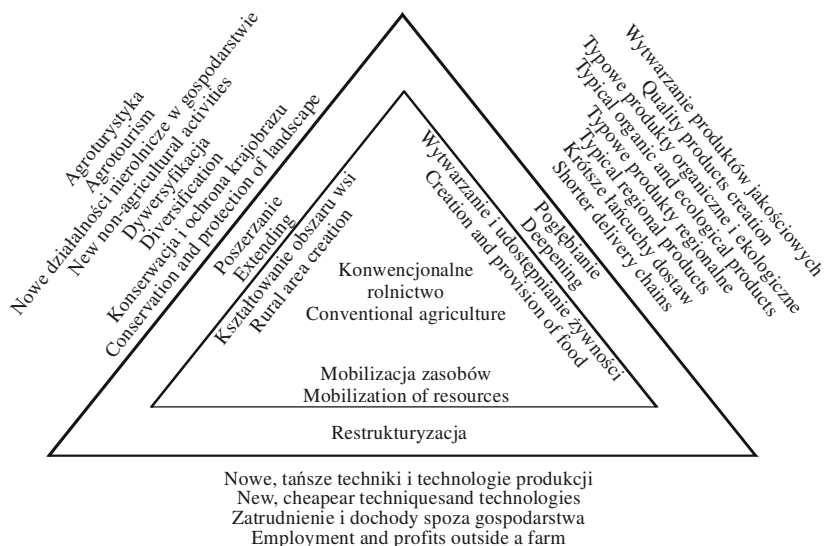 Agroturystyka
Agrotourism
Nowe działalności nierolnicze w gospodarstwie
New non-agricultural activities
Dywersyfikacja
Diversification
Konserwacja i ochrona krajobrazu
Conservation and protection of landscape
Poszerzanie
Extending
Kształtowanie obszaru wsi
Rural area creation
Konwencjonalne
rolnictwo
Conventional agriculture
Mobilizacja zasobów
Mobilization of resources
Wytwarzanie i udostępnianie żywności
Creation and provision of food
Pogłębianie
Deepening
Wytwarzanie produktów jakościowych
Quality products creation
Typowe produkty organiczne i ekologiczne
Typical organic and ecological products
Typowe produkty regionalne
Typical regional products
Krótsze łańcuchy dostaw
Shorter delivery chains
Restrukturyzacja
Nowe, tańsze techniki i technologie produkcji
New, cheapear techniquesand technologies
Zatrudnienie i dochody spoza gospodarstwa
Employment and profits outside a farm